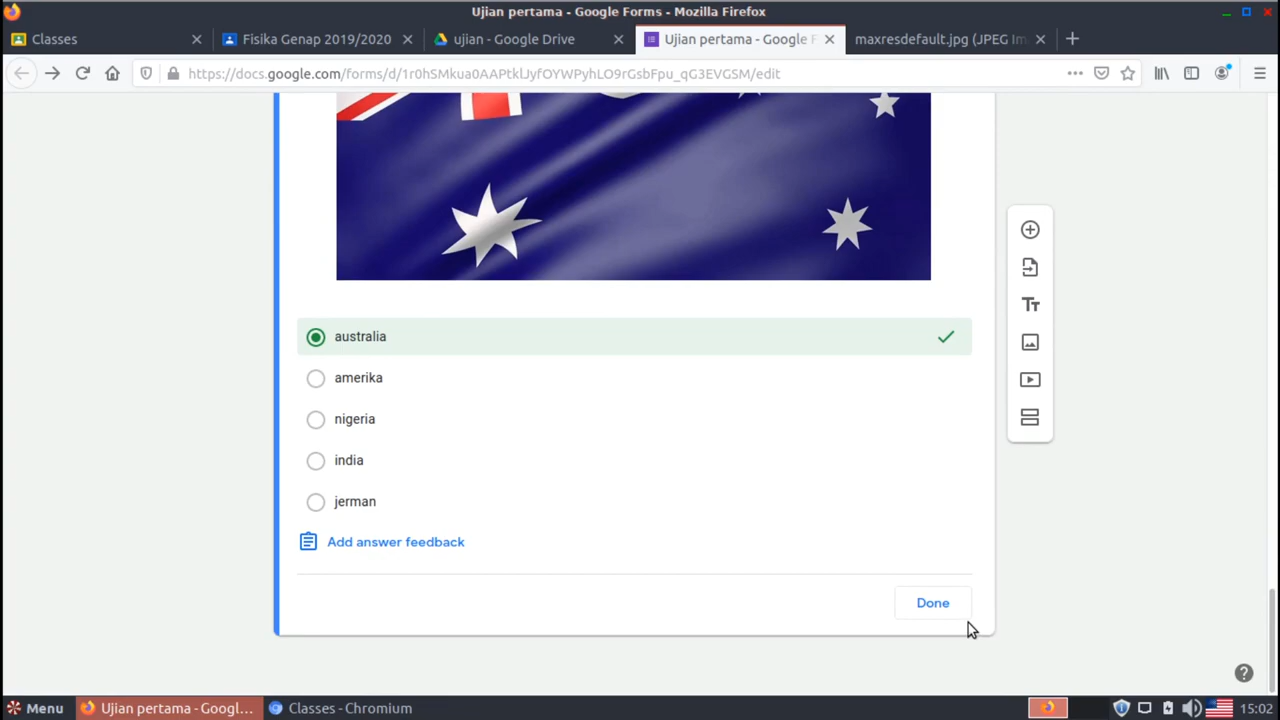 Ujian pertama - Google Forms - Mozilla Firefox
Classes
Fisika Genap 2019/2020
ujian - Google Drive
Ujian pertama - Google F
maxresdefault.jpg (JPEG Im
https://docs.google.com/forms/d/1r0hSMkua0AAPtklJyfOYWPyhLO9rGsbFpu_qG3EVGSM/edit
australia
amerika
nigeria
india
jerman
Add answer feedback
Done
Menu
Ujian pertama - Googl...
Classes - Chromium
15:02